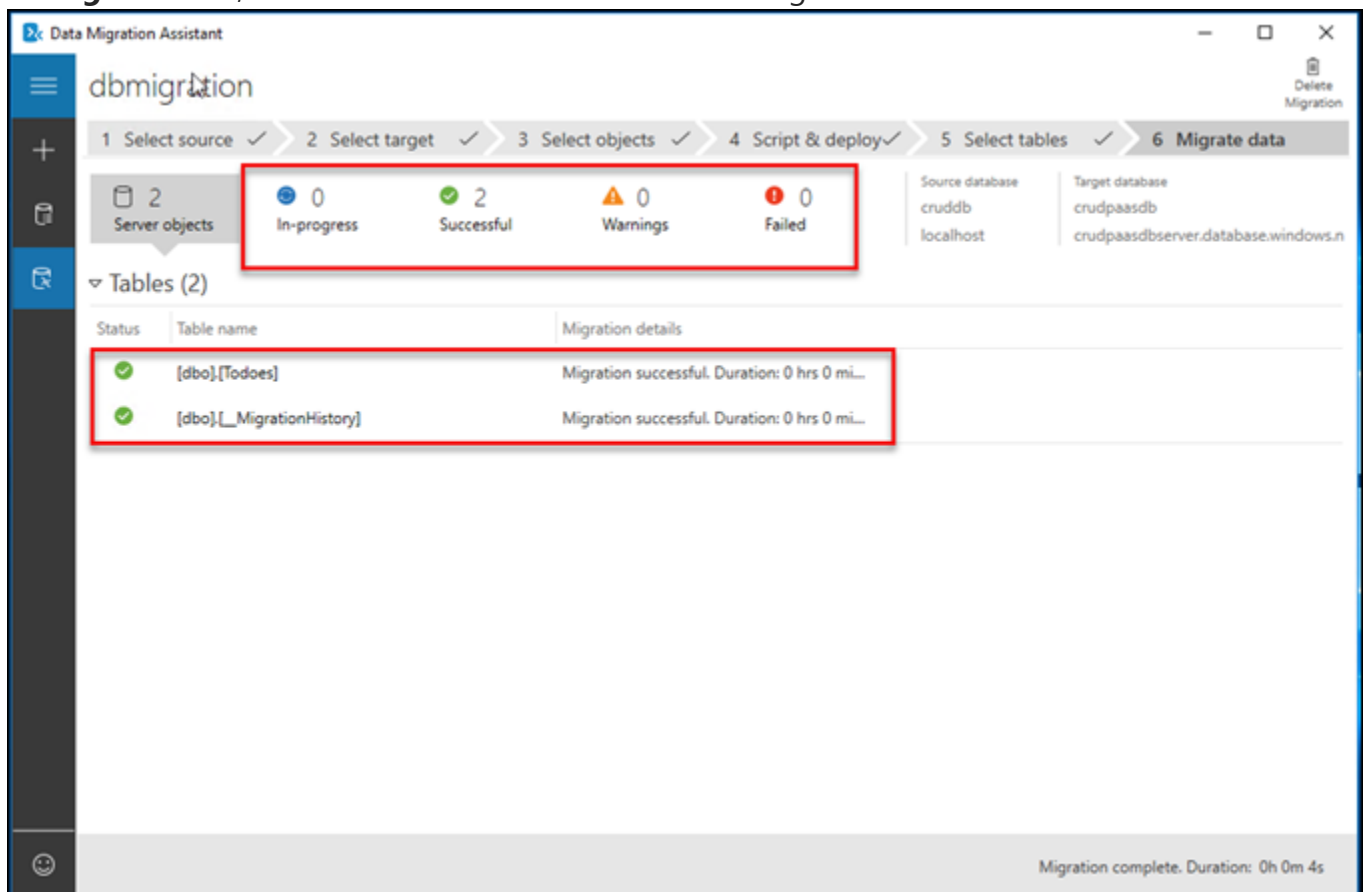 Data Migration Assistant
dbmigration
Delete
Migration
1 Select source
2 Select target
3 Select objects
4 Script & deploy
5 Select tables
6 Migrate data
2
Server objects
0
In-progress
2
Successful
0
Warnings
0
Failed
Source database
cruddb
localhost
Target database
crudpaasdb
crudpaasdbserver.database.windows.n
Tables (2)
Status Table name Migration details
[dbo].[Todoes] Migration successful. Duration: 0 hrs 0 mi...
[dbo].[__MigrationHistory] Migration successful. Duration: 0 hrs 0 mi...
Migration complete. Duration: 0h 0m 4s